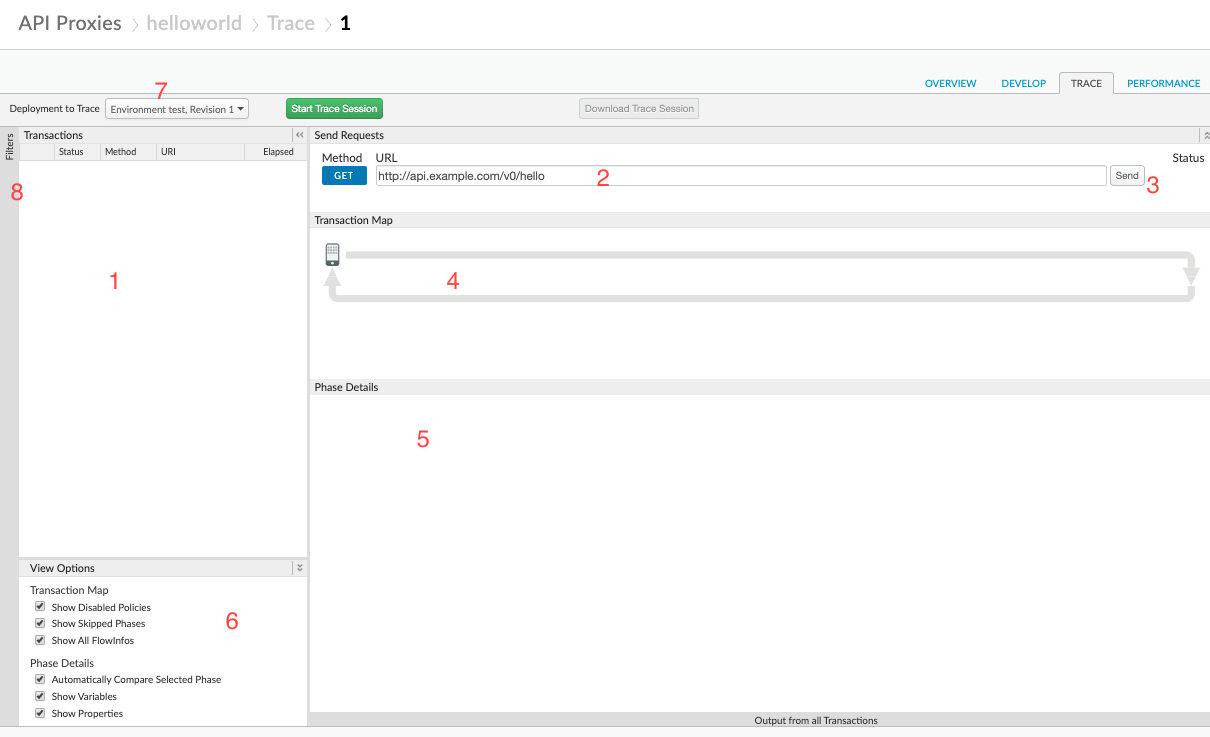 API Proxies > helloworld > Trace > 1
OVERVIEW DEVELOP TRACE PERFORMANCE
7
Deployment to Trace Environment test, Revision 1 Start Trace Session Download Trace Session
Filters
8
Transactions
Status Method URI Elapsed
1
Send Requests
Method URL Status
GET http://api.example.com/v0/hello 2 Send 3
Transaction Map
4
Phase Details
5
View Options
Transaction Map
Show Disabled Policies
Show Skipped Phases
Show All FlowInfos
6
Phase Details
Automatically Compare Selected Phase
Show Variables
Show Properties
Output from all Transactions